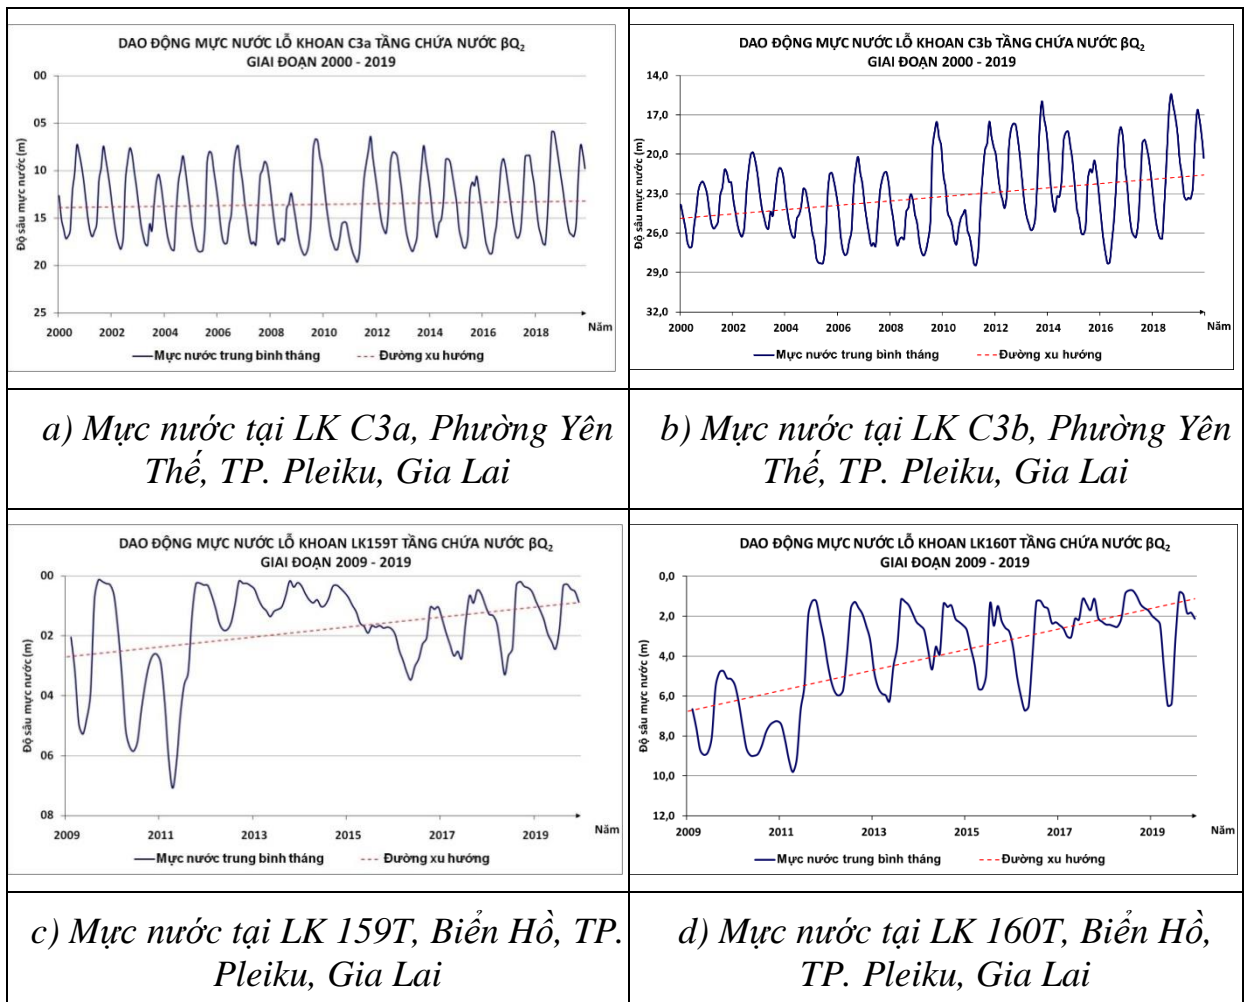 DAO ĐỘNG MỰC NƯỚC LỖ KHOAN C3a TẦNG CHỨA NƯỚC βQ₂
GIAI ĐOẠN 2000 - 2019
Độ sâu mực nước (m)
00
05
10
15
20
25
2000 2002 2004 2006 2008 2010 2012 2014 2016 2018 Năm
Mực nước trung bình tháng Đường xu hướng
DAO ĐỘNG MỰC NƯỚC LỖ KHOAN C3b TẦNG CHỨA NƯỚC βQ₂
GIAI ĐOẠN 2000 - 2019
Độ sâu mực nước (m)
14,0
17,0
20,0
23,0
26,0
29,0
32,0
2000 2002 2004 2006 2008 2010 2012 2014 2016 2018 Năm
Mực nước trung bình tháng Đường xu hướng
a) Mực nước tại LK C3a, Phường Yên
Thế, TP. Pleiku, Gia Lai
b) Mực nước tại LK C3b, Phường Yên
Thế, TP. Pleiku, Gia Lai
DAO ĐỘNG MỰC NƯỚC LỖ KHOAN LK159T TẦNG CHỨA NƯỚC βQ₂
GIAI ĐOẠN 2009 - 2019
Độ sâu mực nước (m)
00
02
04
06
08
2009 2011 2013 2015 2017 2019 Năm
Mực nước trung bình tháng Đường xu hướng
DAO ĐỘNG MỰC NƯỚC LỖ KHOAN LK160T TẦNG CHỨA NƯỚC βQ₂
GIAI ĐOẠN 2009 - 2019
Độ sâu mực nước (m)
0,0
2,0
4,0
6,0
8,0
10,0
12,0
2009 2011 2013 2015 2017 2019 Năm
Mực nước trung bình tháng Đường xu hướng
c) Mực nước tại LK 159T, Biển Hồ, TP.
Pleiku, Gia Lai
d) Mực nước tại LK 160T, Biển Hồ,
TP. Pleiku, Gia Lai